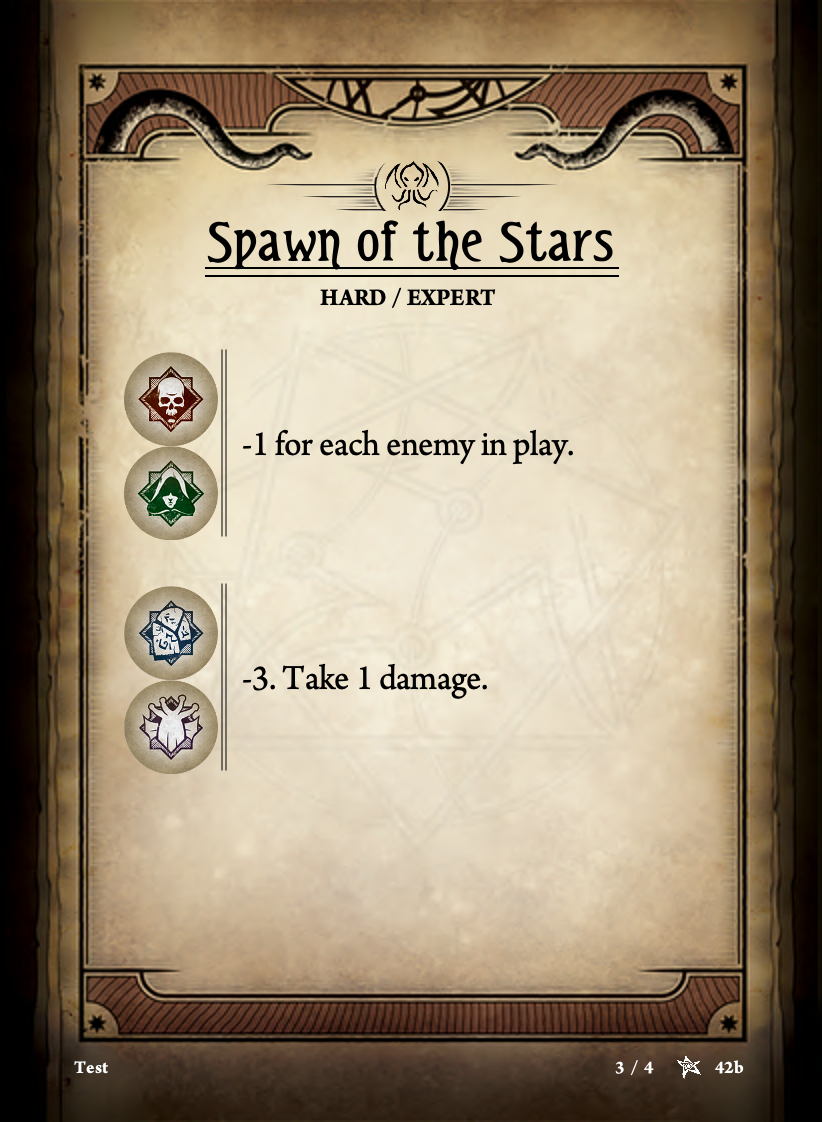 Spawn of the Stars
HARD / EXPERT
-1 for each enemy in play.
-3. Take 1 damage.
Test
3 / 4
42b